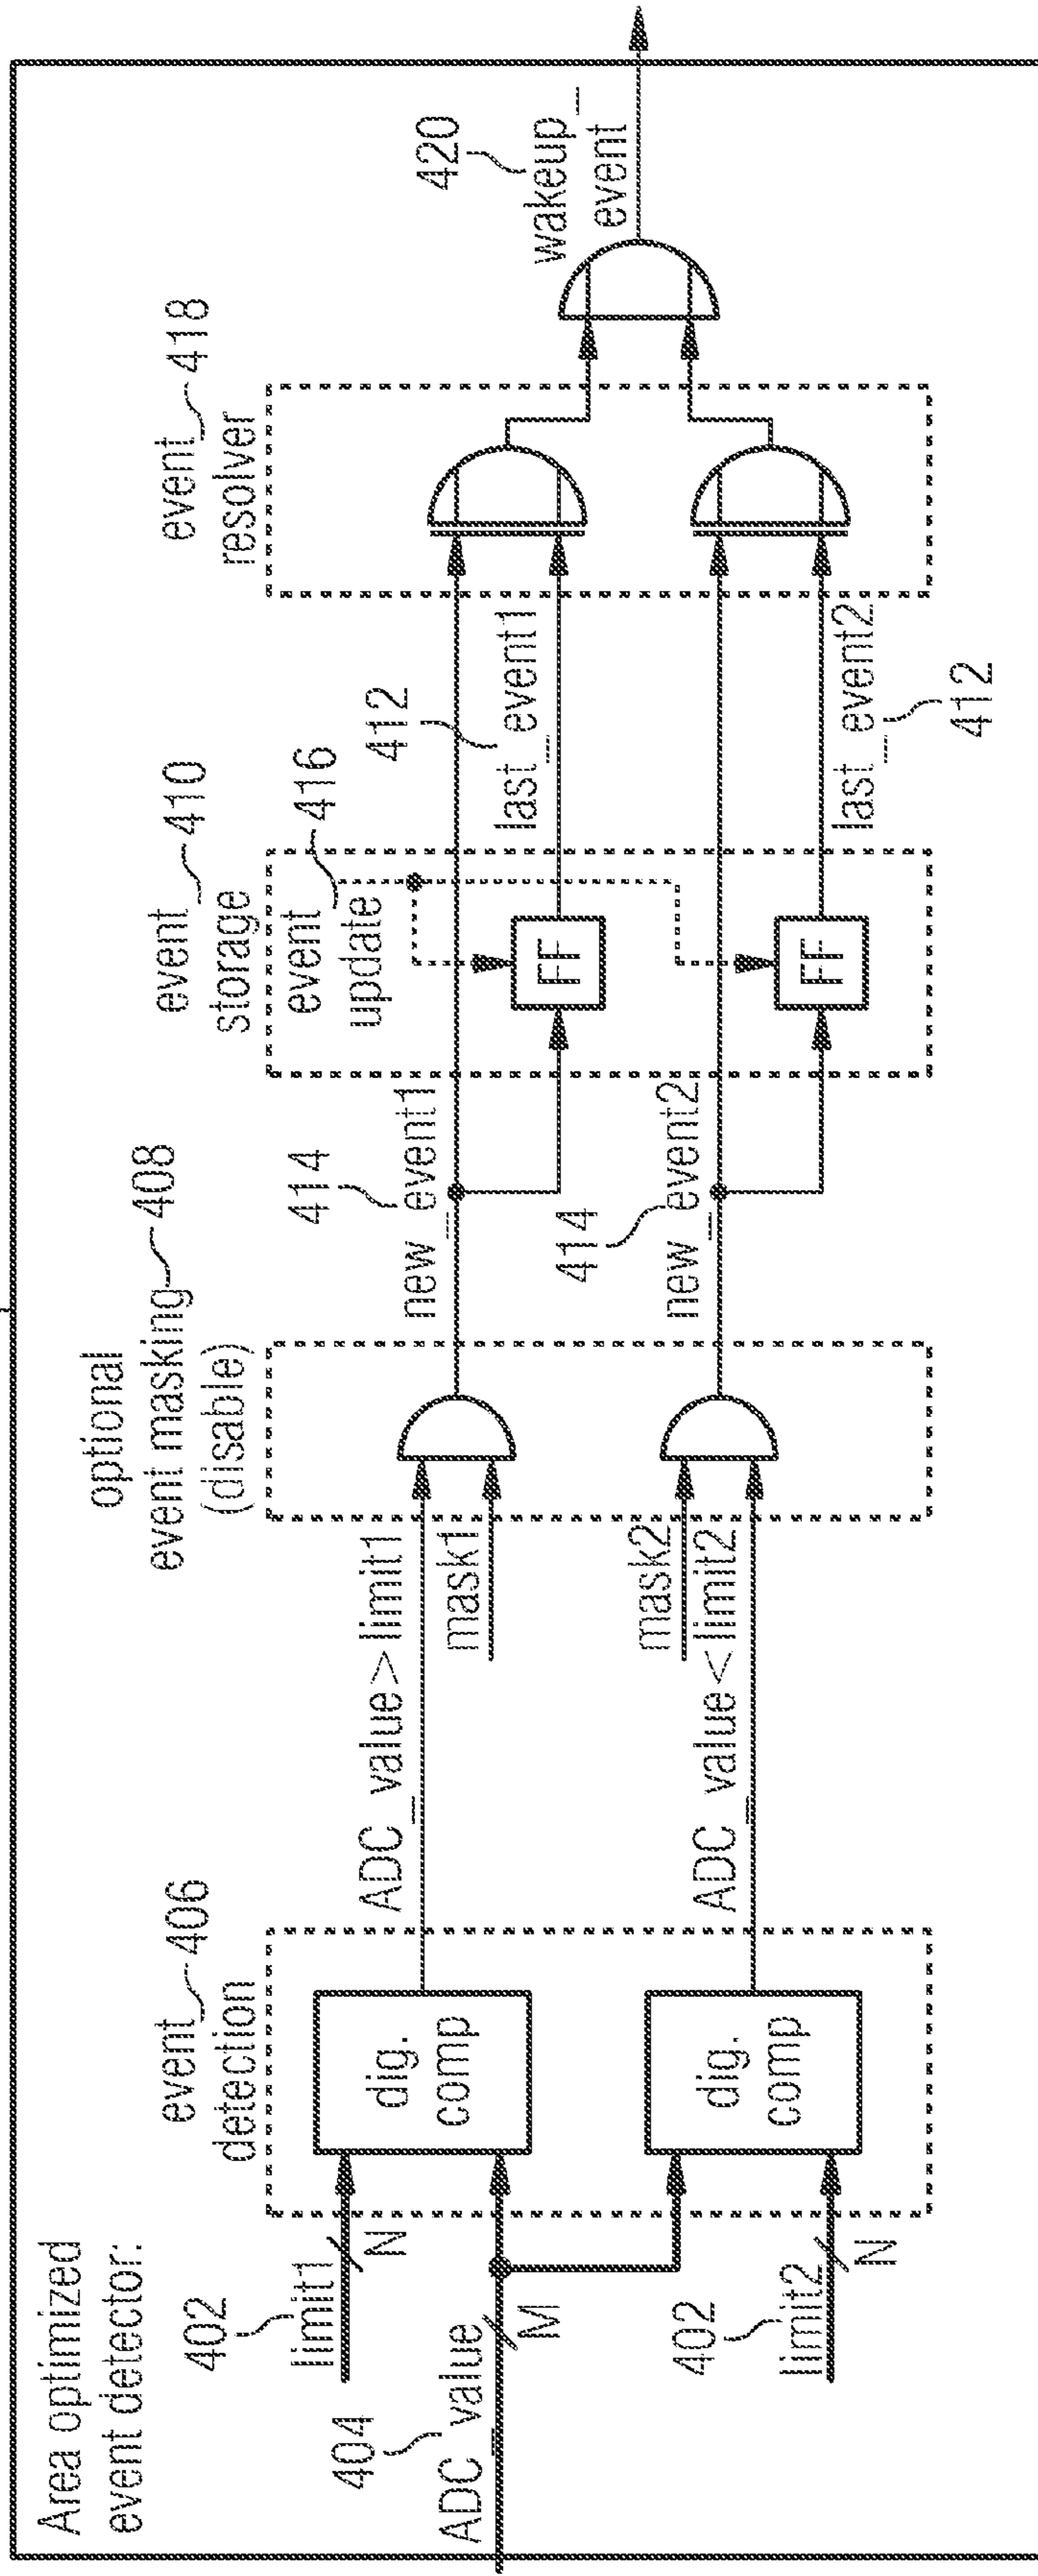 Area optimized
event detector:
402
limit1
N
404
ADC_value
M
402
limit2
N
event 406
detection
dig.
comp
dig.
comp
ADC_value>limit1
mask1
mask2
ADC_value<limit2
optional
event masking 408
(disable)
414
new_event1
414
new_event2
event 410
storage
event 416
update
FF
FF
412
last_event1
last_event2
412
event 418
resolver
420
wakeup_
event